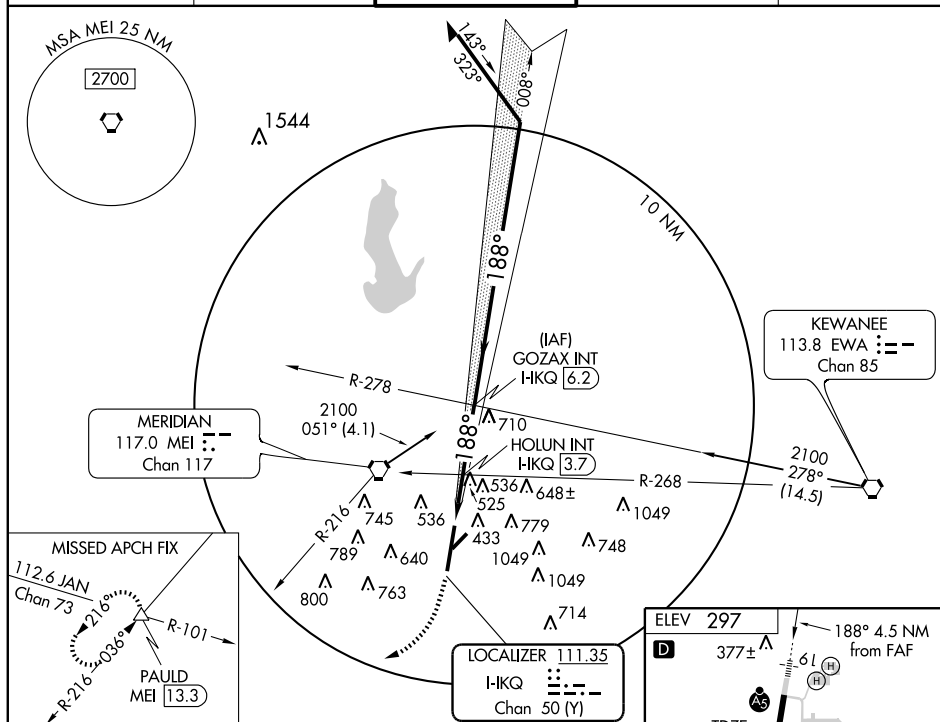 MSA MEI 25 NM
2700
1544
143°
323°
008°
10 NM
188°
(IAF)
GOZAX INT
I-IKQ 6.2
KEWANEE
113.8 EWA
Chan 85
R-278
710
2100
051° (4.1)
MERIDIAN
117.0 MEI
Chan 117
188°
HOLUN INT
I-IKQ 3.7
2100
278°
(14.5)
R-268
536
648±
525
1049
745
536
R-216
433
779
789
640
1049
748
800
763
1049
714
MISSED APCH FIX
112.6 JAN
Chan 73
216°
036°
R-101
R-216
PAULD
MEI 13.3
LOCALIZER 111.35
I-IKQ
Chan 50 (Y)
ELEV 297
D
377±
188° 4.5 NM
from FAF
19
H
H
A5
TDZE